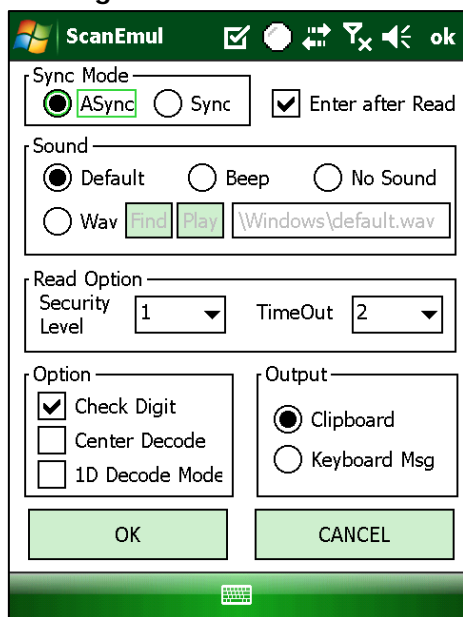 ScanEmul ok
Sync Mode
ASync Sync Enter after Read
Sound
Default Beep No Sound
Wav Find Play \Windows\default.wav
Read Option
Security Level 1 TimeOut 2
Option Output
Check Digit Clipboard
Center Decode Keyboard Msg
1D Decode Mode
OK CANCEL